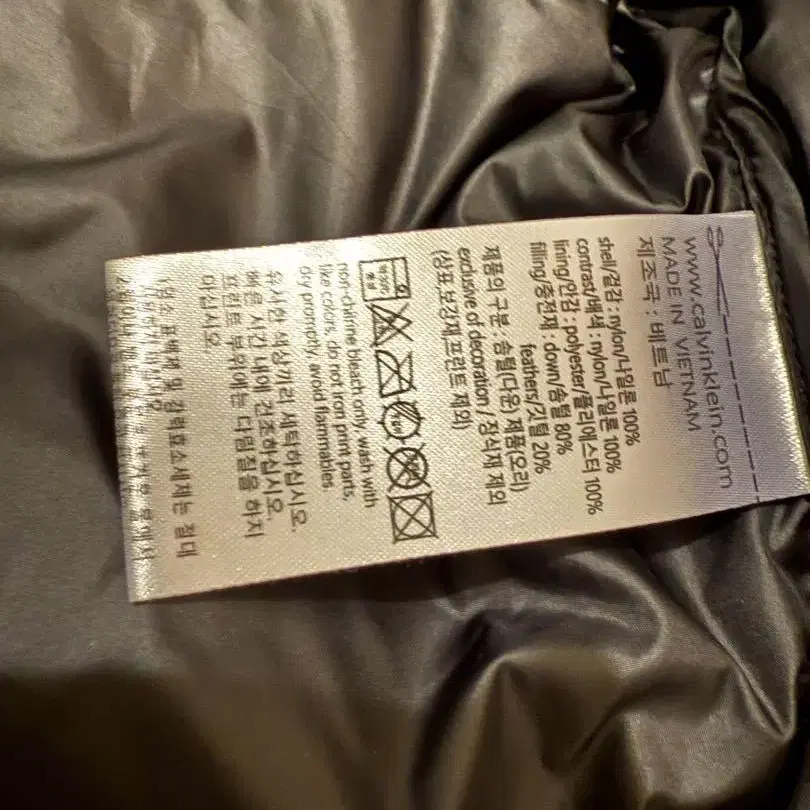 www.calvinklein.com
MADE IN VIETNAM
제조국 : 베트남
shell/겉감 : nylon/나일론 100%
contrast/배색 : nylon/나일론 100%
lining/안감 : polyester/폴리에스터 100%
filling/충전재 : down/솜털 80%
feathers/깃털 20%
제품의 구분 : 솜털(다운) 제품(오리)
exclusive of decoration / 장식재 제외
(심포 보강재 프린트 제외)
non-chlorine bleach only wash with
like colors, do not iron print parts,
dry promptly, avoid flammables.
유사한 색상끼리 세탁하십시오.
빠른 시간 내에 건조하십시오.
프린트 부위에는 다림질을 하지
마십시오.
절대